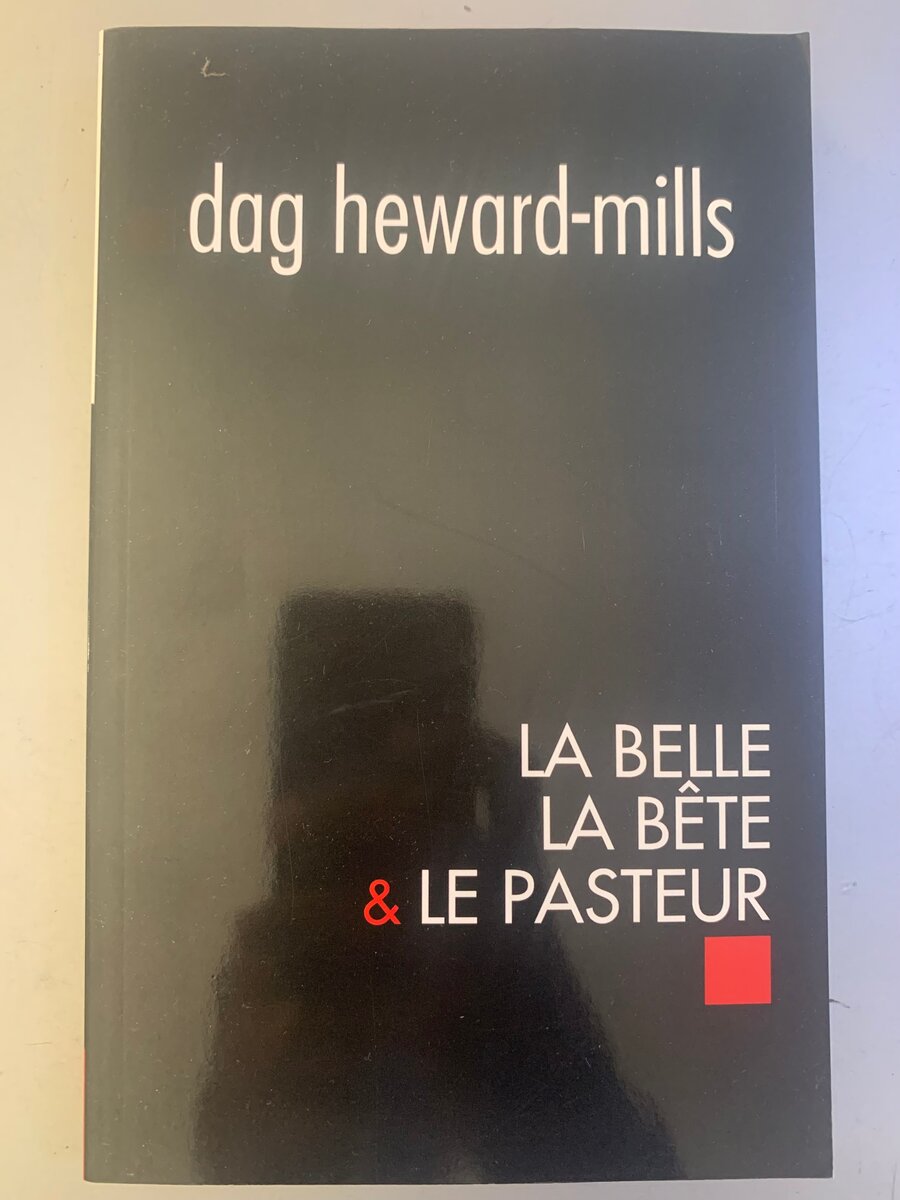 dag heward-mills
LA BELLE
LA BÊTE
& LE PASTEUR